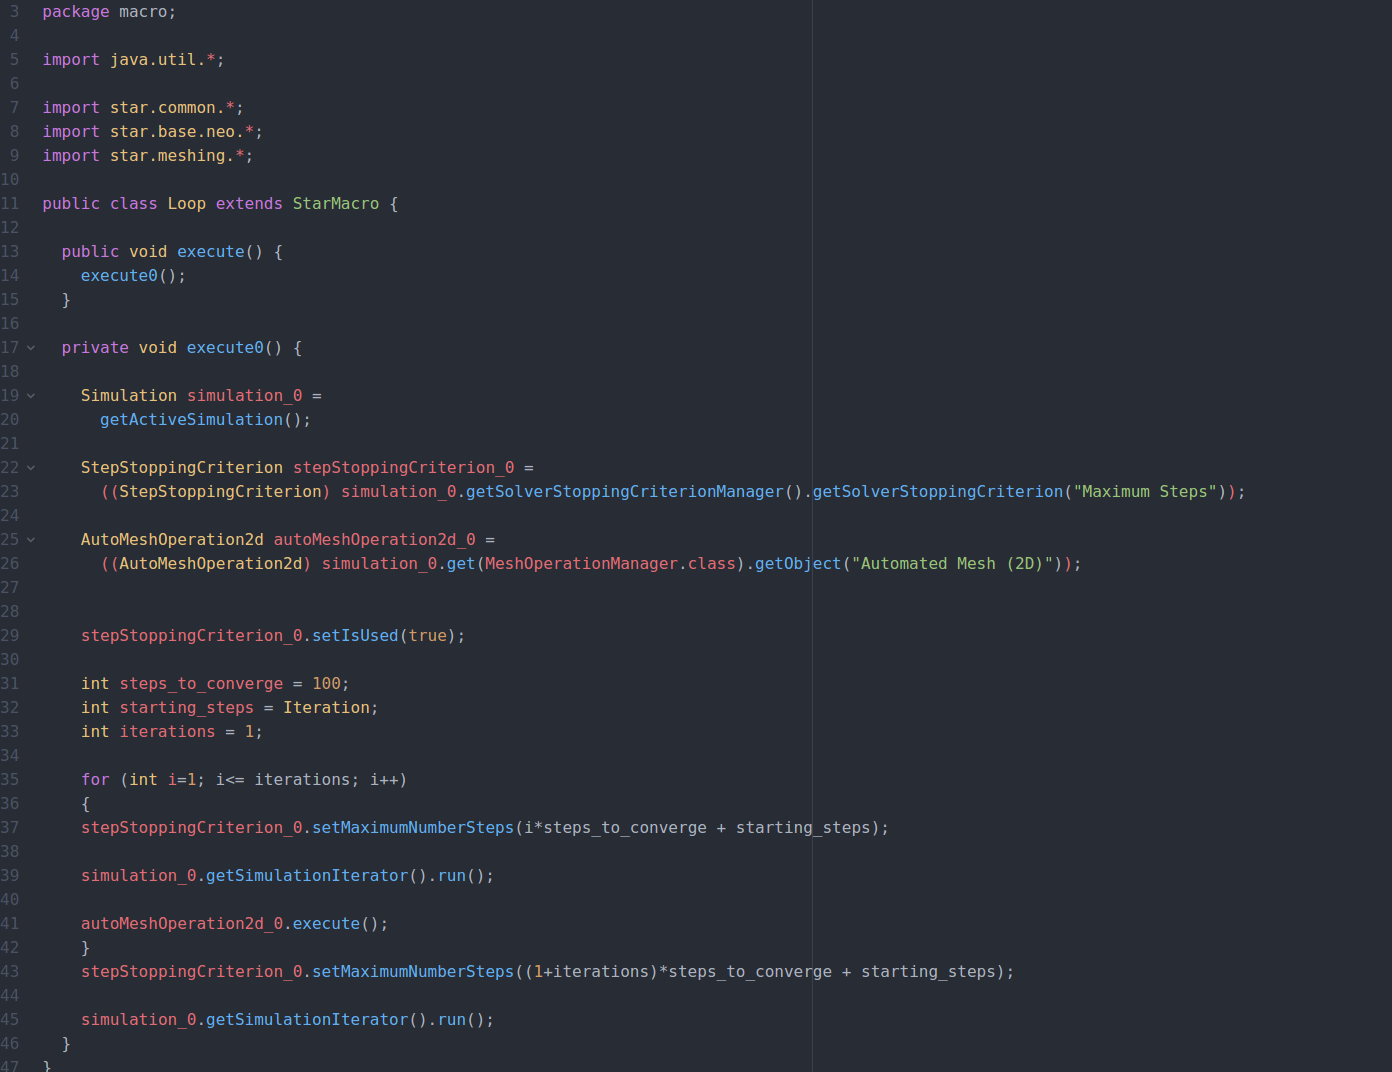 3 package macro;
4
5 import java.util.*;
6
7 import star.common.*;
8 import star.base.neo.*;
9 import star.meshing.*;
10
11 public class Loop extends StarMacro {
12
13   public void execute() {
14     execute0();
15   }
16
17   private void execute0() {
18
19     Simulation simulation_0 =
20       getActiveSimulation();
21
22     StepStoppingCriterion stepStoppingCriterion_0 =
23       ((StepStoppingCriterion) simulation_0.getSolverStoppingCriterionManager().getSolverStoppingCriterion("Maximum Steps"));
24
25     AutoMeshOperation2d autoMeshOperation2d_0 =
26       ((AutoMeshOperation2d) simulation_0.get(MeshOperationManager.class).getObject("Automated Mesh (2D)"));
27
28
29     stepStoppingCriterion_0.setIsUsed(true);
30
31     int steps_to_converge = 100;
32     int starting_steps = Iteration;
33     int iterations = 1;
34
35     for (int i=1; i<= iterations; i++)
36     {
37     stepStoppingCriterion_0.setMaximumNumberSteps(i*steps_to_converge + starting_steps);
38
39     simulation_0.getSimulationIterator().run();
40
41     autoMeshOperation2d_0.execute();
42     }
43     stepStoppingCriterion_0.setMaximumNumberSteps((1+iterations)*steps_to_converge + starting_steps);
44
45     simulation_0.getSimulationIterator().run();
46   }
47 }